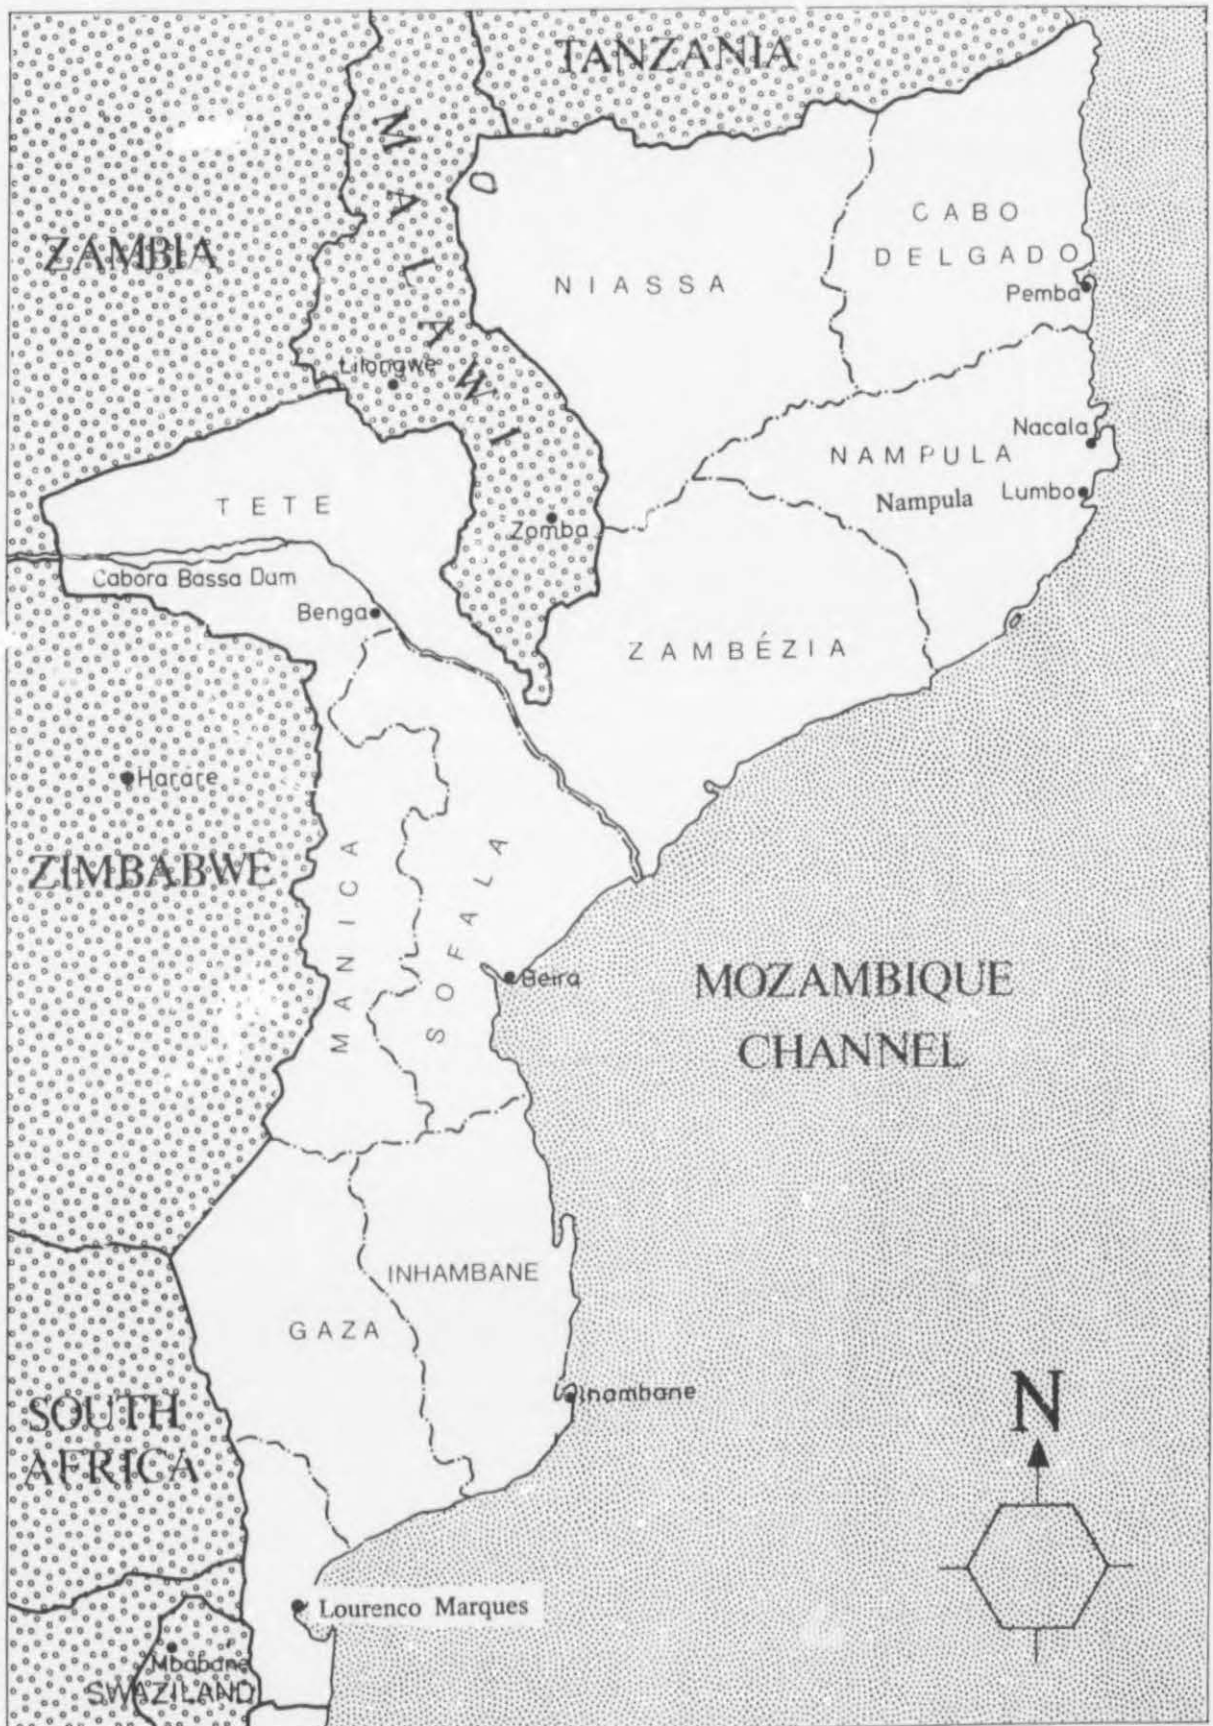 TANZANIA
MALAWI
ZAMBIA
CABO
DELGADO
NIASSA
Pemba
Lilongwe
Nacala
NAMPULA
Nampula
Lumbo
TETE
Zomba
Cabora Bassa Dam
Benga
ZAMBÉZIA
Harare
ZIMBABWE
MANICA
SOFALA
Beira
MOZAMBIQUE
CHANNEL
INHAMBANE
GAZA
Inambane
SOUTH
AFRICA
N
Lourenco Marques
Mbabane
SWAZILAND